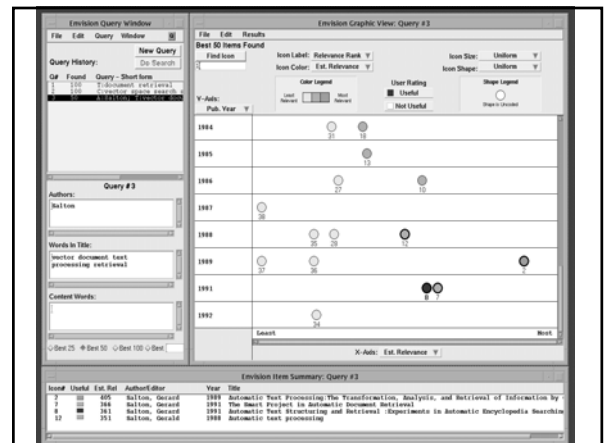 Envision Query Window
File Edit Query Window
New Query
Query History:
Do Search
Q# Found Query - Short form
1 100 T:document retrieval
2 100 C:vector space search
3 50 A:Salton; T:vector
Query #3
Authors:
Salton
Words In Title:
vector document text
processing retrieval
Content Words:
Best 25 Best 50 Best 100 Best
Envision Graphic View: Query #3
File Edit Results
Best 50 Items Found
Find Icon
Icon Label: Relevance Rank
Icon Size: Uniform
Icon Color: Est. Relevance
Icon Shape: Uniform
Color Legend
User Rating
Shape Legend
Least Relevant
Most Relevant
Useful
Not Useful
Shape is Uncoded
Y-Axis:
Pub. Year
1984
31 18
1985
13
1986
27 10
1987
38
1988
35 28 12
1989
37 36 2
1991
8 7
1992
34
Least Most
X-Axis: Est. Relevance
Envision Item Summary: Query #3
Icon# Useful Est. Rel Author/Editor Year Title
2 405 Salton, Gerard 1989 Automatic Text Processing:The Transformation, Analysis, and Retrieval of Information by
7 366 Salton, Gerard 1991 The Smart Project in Automatic Document Retrieval
8 361 Salton, Gerard 1991 Automatic Text Structuring and Retrieval :Experiments in Automatic Encyclopedia Searching
12 351 Salton, Gerald 1988 Automatic text processing